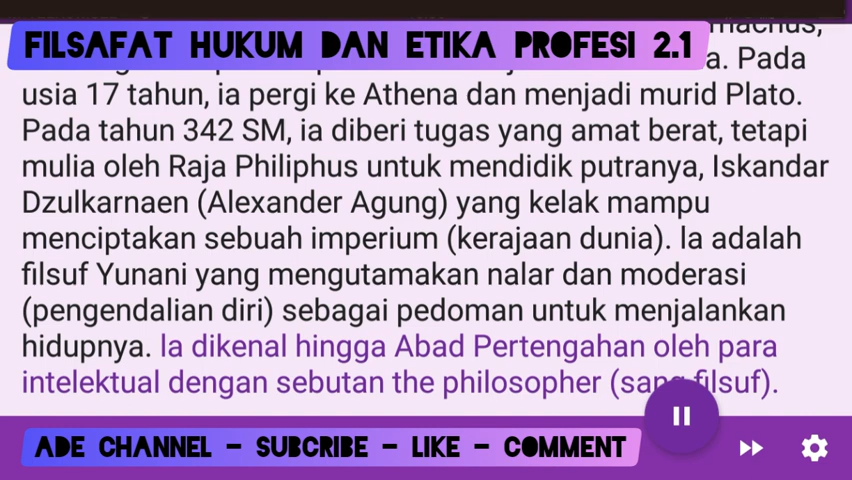 FILSAFAT HUKUM DAN ETIKA PROFESI 2.1
a. Pada
usia 17 tahun, ia pergi ke Athena dan menjadi murid Plato.
Pada tahun 342 SM, ia diberi tugas yang amat berat, tetapi
mulia oleh Raja Philiphus untuk mendidik putranya, Iskandar
Dzulkarnaen (Alexander Agung) yang kelak mampu
menciptakan sebuah imperium (kerajaan dunia). la adalah
filsuf Yunani yang mengutamakan nalar dan moderasi
(pengendalian diri) sebagai pedoman untuk menjalankan
hidupnya. la dikenal hingga Abad Pertengahan oleh para
intelektual dengan sebutan the philosopher (sang filsuf).
ADE CHANNEL - SUBCRIBE - LIKE - COMMENT